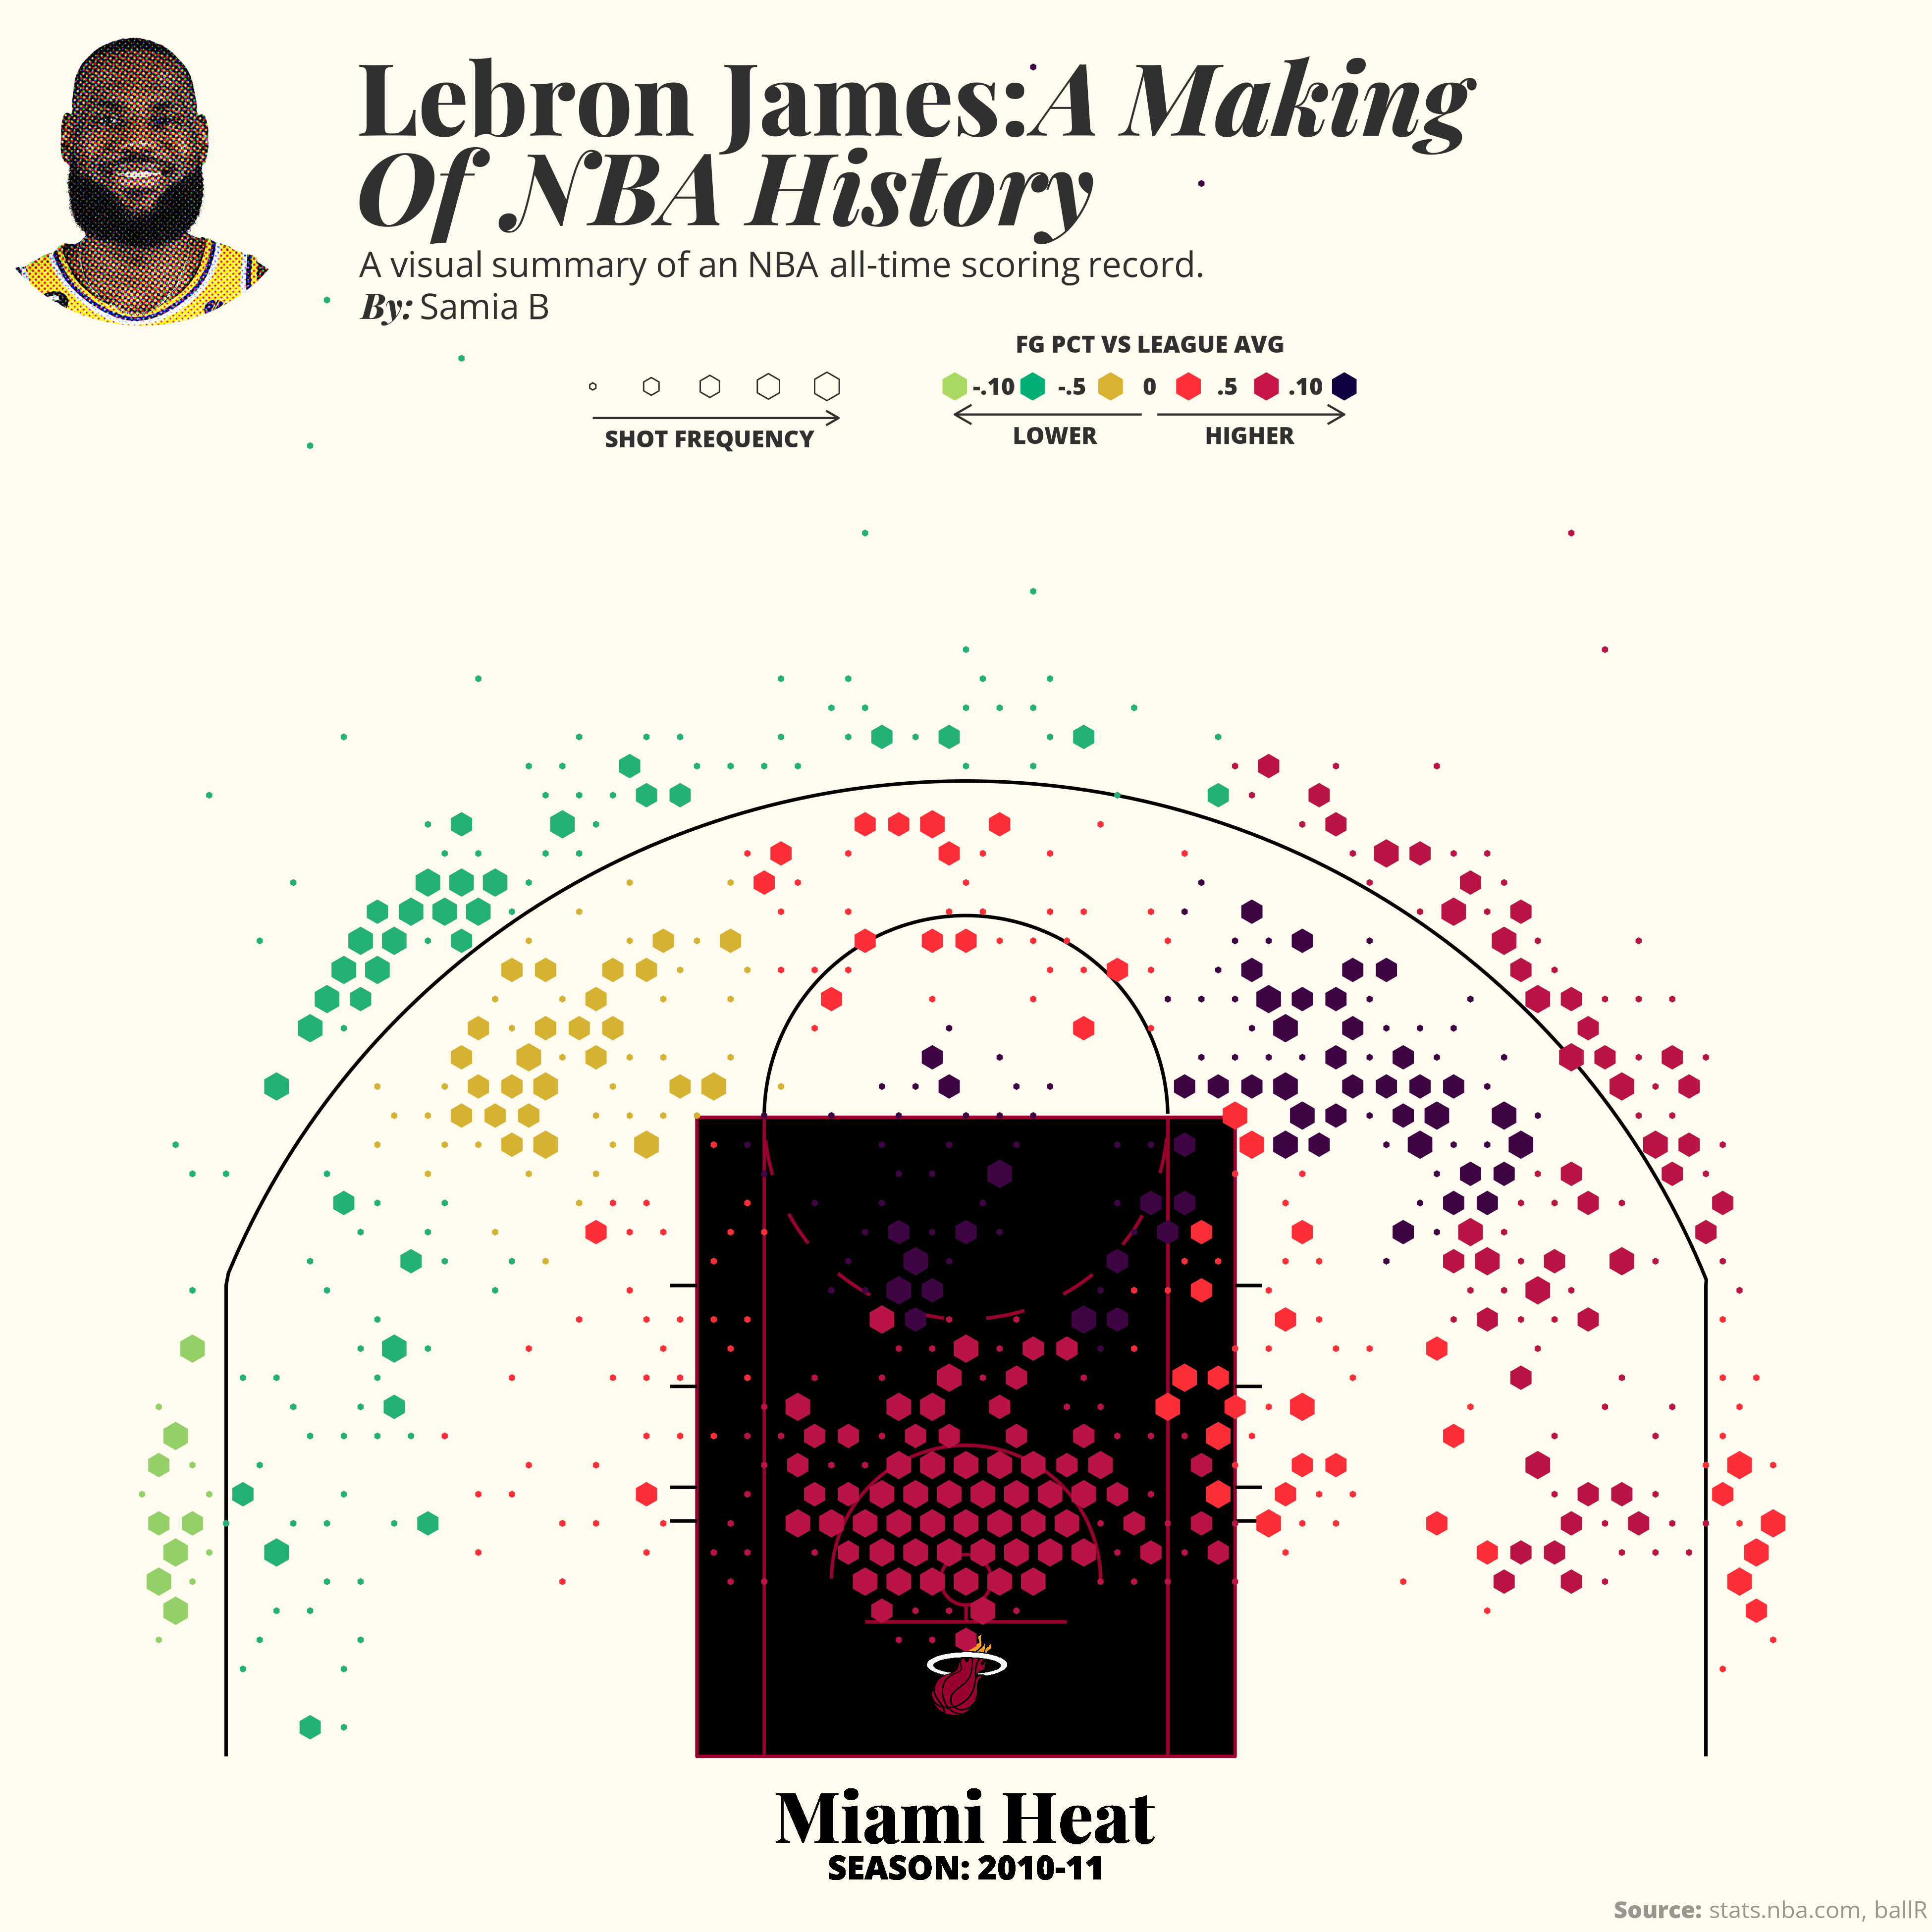 Lebron James:A Making
Of NBA History
A visual summary of an NBA all-time scoring record.
By: Samia B
FG PCT VS LEAGUE AVG
-.10 -.5 0 .5 .10
SHOT FREQUENCY
LOWER HIGHER
Miami Heat
SEASON: 2010-11
Source: stats.nba.com, ballR